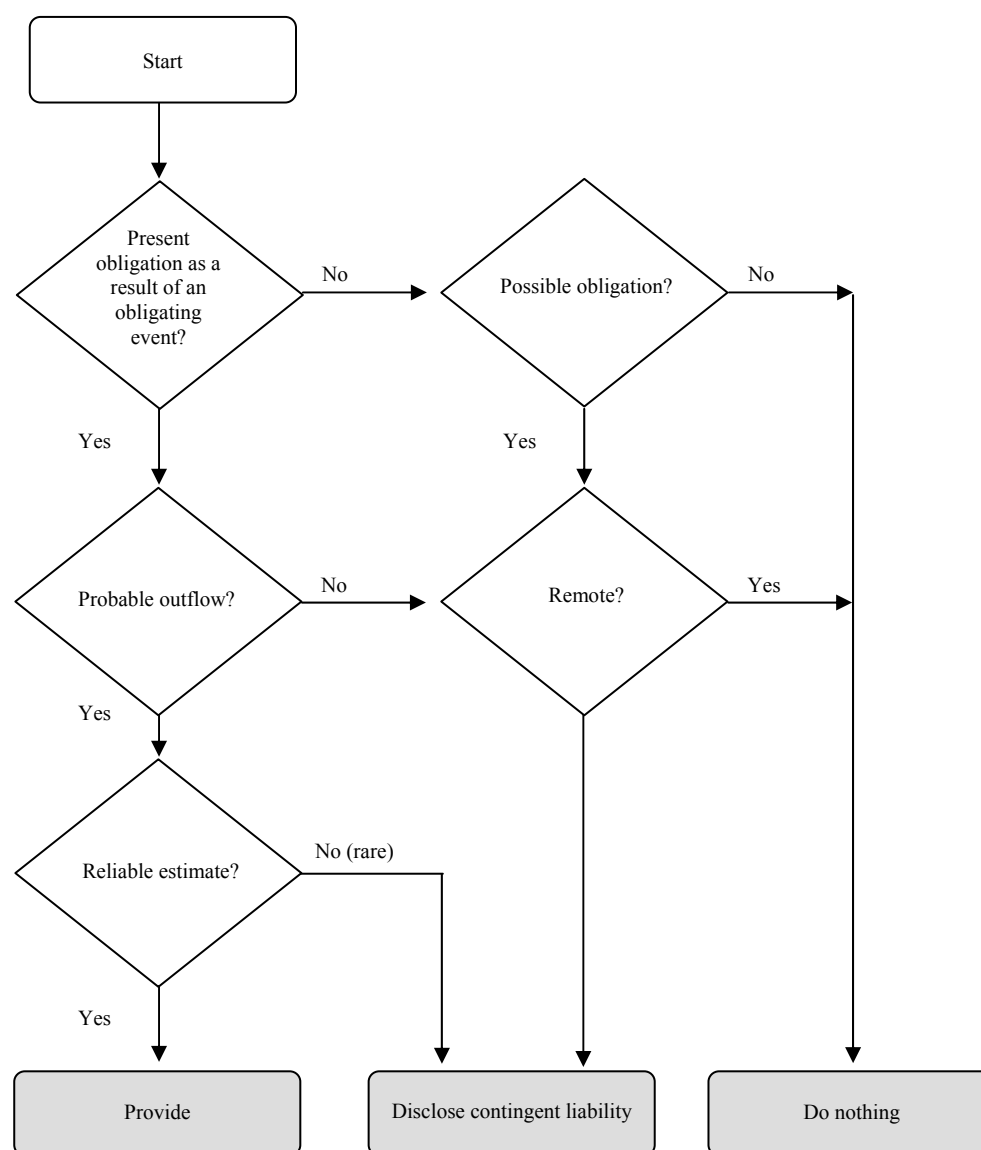 Start
Present
obligation as a
result of an
obligating
event?
No
Possible obligation?
No
Yes
Yes
Probable outflow?
No
Remote?
Yes
Yes
Reliable estimate?
No (rare)
Yes
Provide
Disclose contingent liability
Do nothing